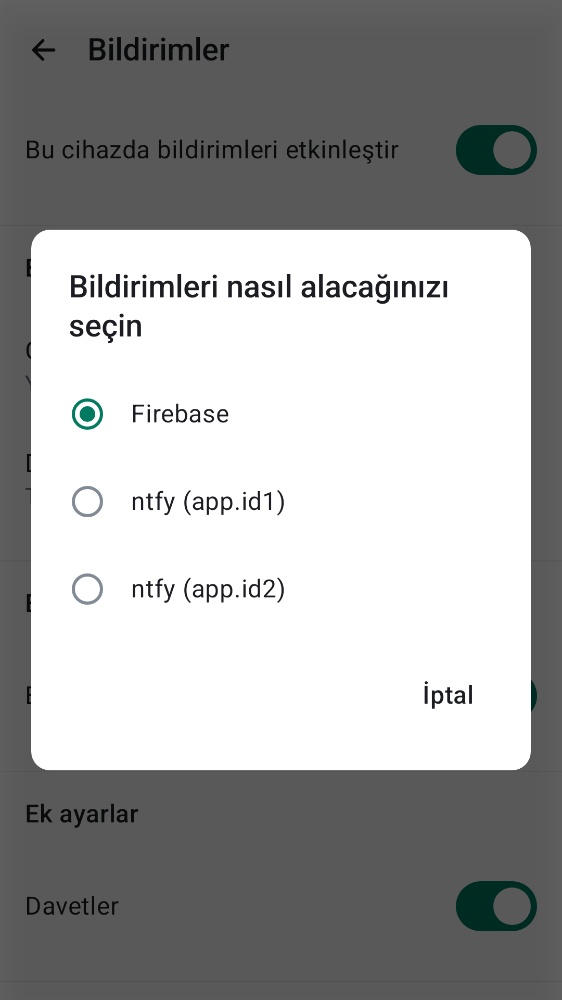 Bildirimler
Bu cihazda bildirimleri etkinleştir
Bildirimleri nasıl alacağınızı
seçin
Firebase
ntfy (app.id1)
ntfy (app.id2)
İptal
Ek ayarlar
Davetler